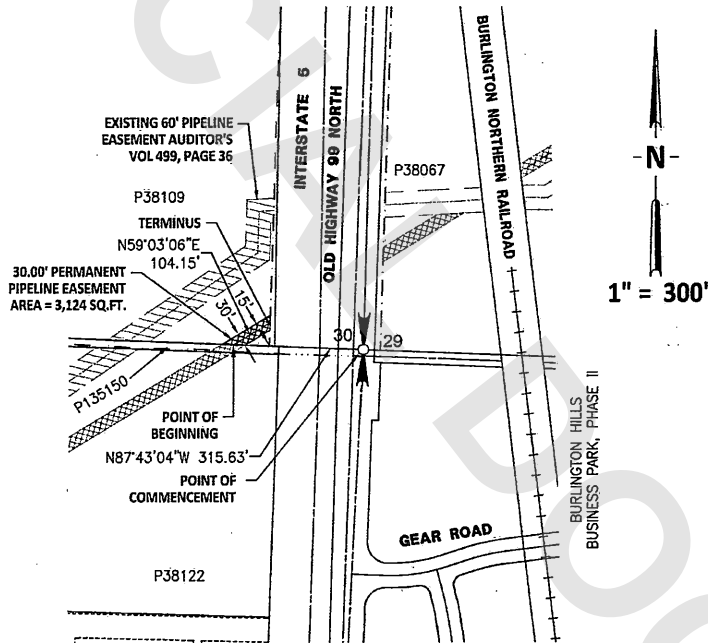 EXISTING 60' PIPELINE
EASEMENT AUDITOR'S
VOL 499, PAGE 36
P38109
TERMINUS
N59°03'06"E
104.15'
30.00' PERMANENT
PIPELINE EASEMENT
AREA = 3,124 SQ.FT.
15'
30'
P135150
POINT OF
BEGINNING
N87°43'04"W 315.63'
POINT OF
COMMENCEMENT
P38122
INTERSTATE 5
OLD HIGHWAY 99 NORTH
30
29
P38067
BURLINGTON NORTHERN RAILROAD
GEAR ROAD
BURLINGTON HILLS
BUSINESS PARK, PHASE II
N
1" = 300'